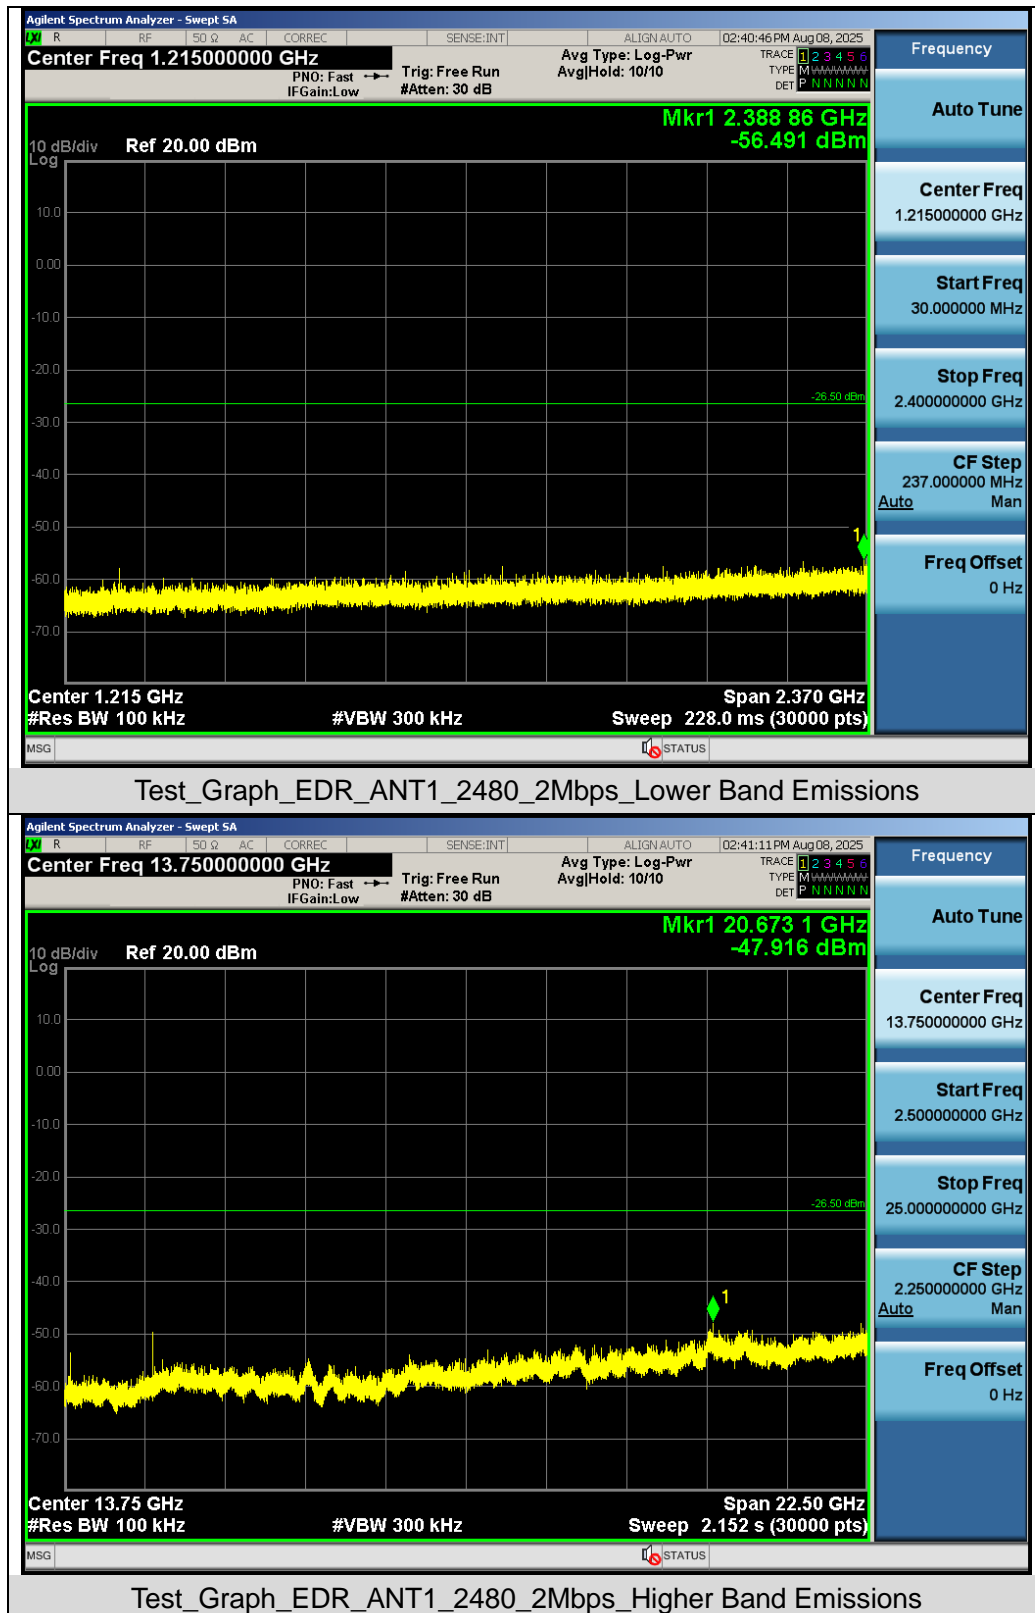 Agilent Spectrum Analyzer - Swept SA
LXI R RF 50 Ω AC CORREC SENSE:INT ALIGN AUTO 02:40:46 PM Aug 08, 2025
Center Freq 1.215000000 GHz
PNO: Fast
IFGain:Low
Trig: Free Run
#Atten: 30 dB
Avg Type: Log-Pwr
Avg|Hold: 10/10
TRACE 1 2 3 4 5 6
TYPE M
DET P N N N N N
Mkr1 2.388 86 GHz
-56.491 dBm
10 dB/div
Log
Ref 20.00 dBm
10.0
0.00
-10.0
-20.0
-26.50 dBm
-30.0
-40.0
-50.0
1
-60.0
-70.0
Center 1.215 GHz
Span 2.370 GHz
#Res BW 100 kHz
#VBW 300 kHz
Sweep 228.0 ms (30000 pts)
MSG
STATUS
Frequency
Auto Tune
Center Freq
1.215000000 GHz
Start Freq
30.000000 MHz
Stop Freq
2.400000000 GHz
CF Step
237.000000 MHz
Auto Man
Freq Offset
0 Hz
Test_Graph_EDR_ANT1_2480_2Mbps_Lower Band Emissions
Agilent Spectrum Analyzer - Swept SA
LXI R RF 50 Ω AC CORREC SENSE:INT ALIGN AUTO 02:41:11 PM Aug 08, 2025
Center Freq 13.750000000 GHz
PNO: Fast
IFGain:Low
Trig: Free Run
#Atten: 30 dB
Avg Type: Log-Pwr
Avg|Hold: 10/10
TRACE 1 2 3 4 5 6
TYPE M
DET P N N N N N
Mkr1 20.673 1 GHz
-47.916 dBm
10 dB/div
Log
Ref 20.00 dBm
10.0
0.00
-10.0
-20.0
-26.50 dBm
-30.0
-40.0
1
-50.0
-60.0
-70.0
Center 13.75 GHz
Span 22.50 GHz
#Res BW 100 kHz
#VBW 300 kHz
Sweep 2.152 s (30000 pts)
MSG
STATUS
Frequency
Auto Tune
Center Freq
13.750000000 GHz
Start Freq
2.500000000 GHz
Stop Freq
25.000000000 GHz
CF Step
2.250000000 GHz
Auto Man
Freq Offset
0 Hz
Test_Graph_EDR_ANT1_2480_2Mbps_Higher Band Emissions